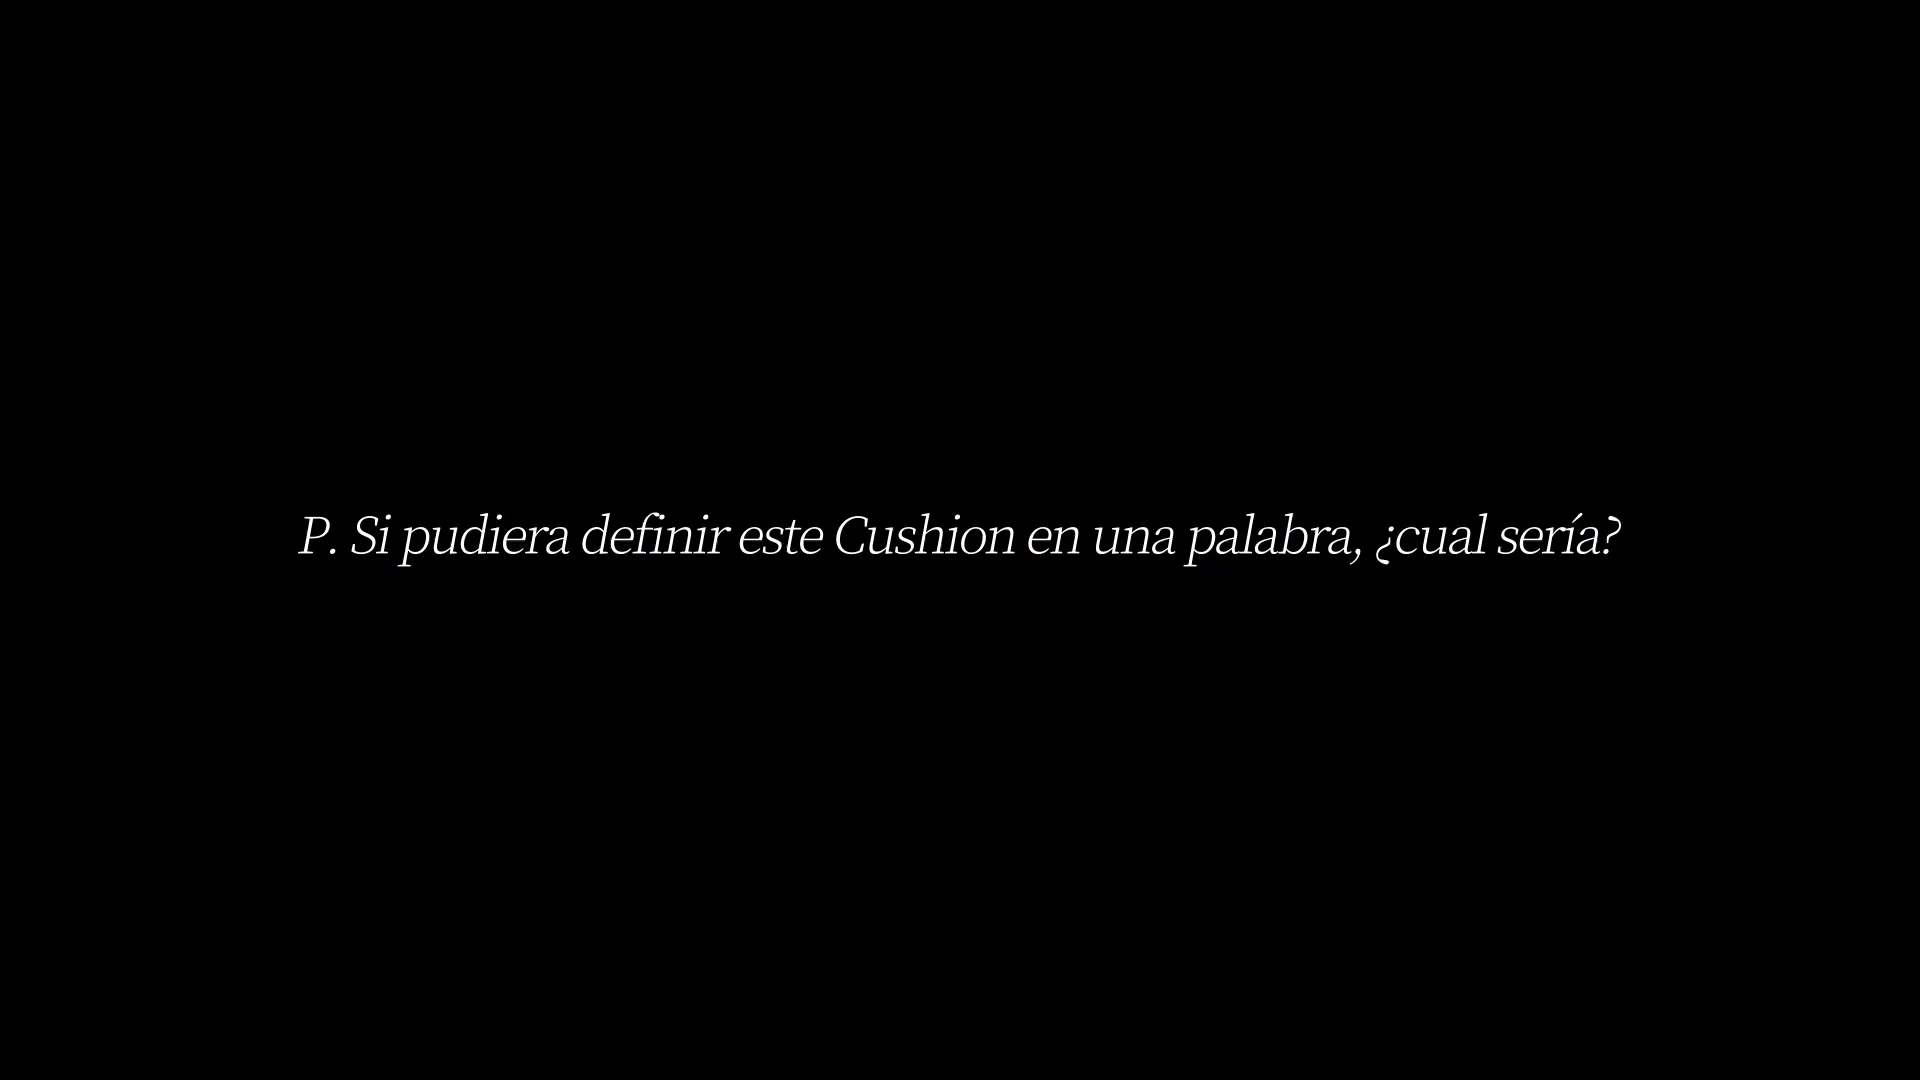 P. Si pudiera definir este Cushion en una palabra, ¿cual sería?